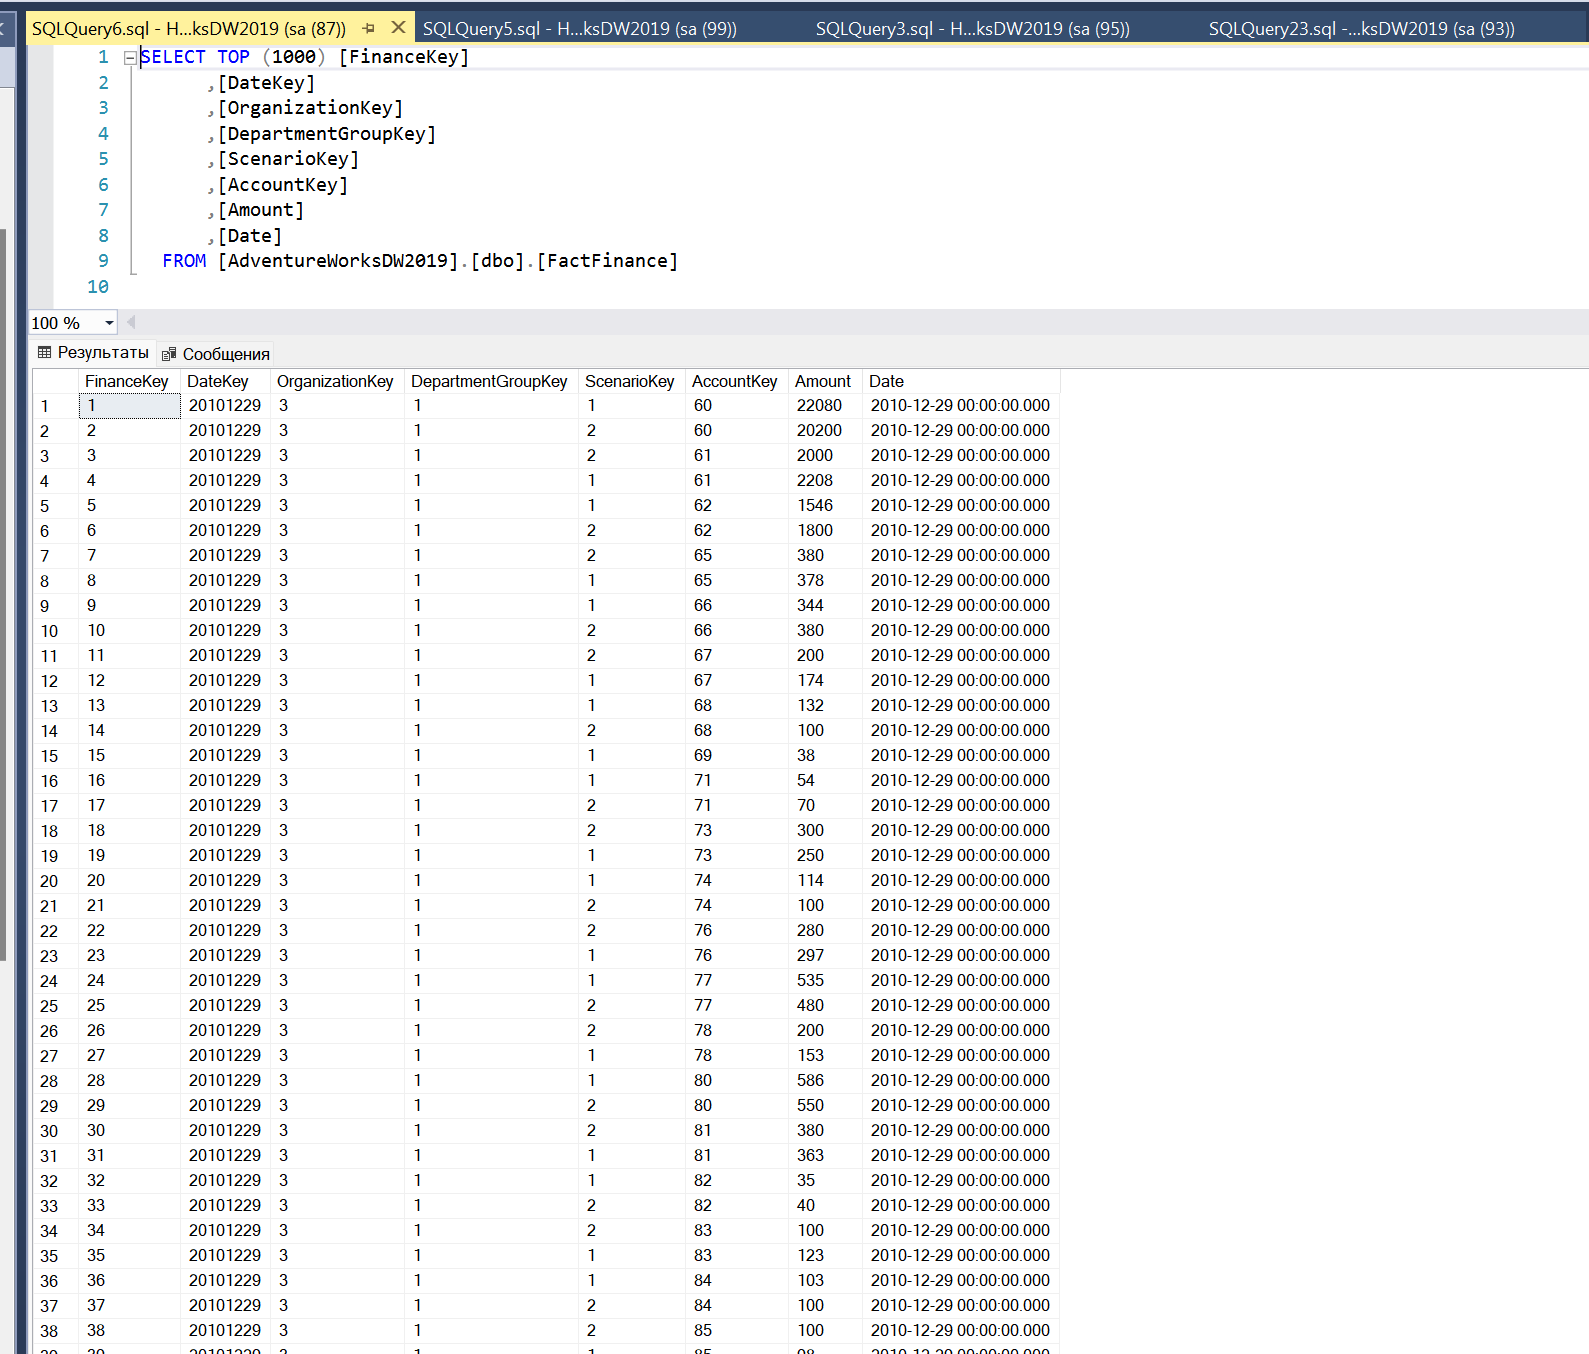 SQLQuery6.sql - H...ksDW2019 (sa (87)) SQLQuery5.sql - H...ksDW2019 (sa (99)) SQLQuery3.sql - H...ksDW2019 (sa (95)) SQLQuery23.sql -...ksDW2019 (sa (93))
1 SELECT TOP (1000) [FinanceKey]
2 ,[DateKey]
3 ,[OrganizationKey]
4 ,[DepartmentGroupKey]
5 ,[ScenarioKey]
6 ,[AccountKey]
7 ,[Amount]
8 ,[Date]
9 FROM [AdventureWorksDW2019].[dbo].[FactFinance]
10
100 %
Результаты Сообщения
FinanceKey DateKey OrganizationKey DepartmentGroupKey ScenarioKey AccountKey Amount Date
1 1 20101229 3 1 1 60 22080 2010-12-29 00:00:00.000
2 2 20101229 3 1 2 60 20200 2010-12-29 00:00:00.000
3 3 20101229 3 1 2 61 2000 2010-12-29 00:00:00.000
4 4 20101229 3 1 1 61 2208 2010-12-29 00:00:00.000
5 5 20101229 3 1 1 62 1546 2010-12-29 00:00:00.000
6 6 20101229 3 1 2 62 1800 2010-12-29 00:00:00.000
7 7 20101229 3 1 2 65 380 2010-12-29 00:00:00.000
8 8 20101229 3 1 1 65 378 2010-12-29 00:00:00.000
9 9 20101229 3 1 1 66 344 2010-12-29 00:00:00.000
10 10 20101229 3 1 2 66 380 2010-12-29 00:00:00.000
11 11 20101229 3 1 2 67 200 2010-12-29 00:00:00.000
12 12 20101229 3 1 1 67 174 2010-12-29 00:00:00.000
13 13 20101229 3 1 1 68 132 2010-12-29 00:00:00.000
14 14 20101229 3 1 2 68 100 2010-12-29 00:00:00.000
15 15 20101229 3 1 1 69 38 2010-12-29 00:00:00.000
16 16 20101229 3 1 1 71 54 2010-12-29 00:00:00.000
17 17 20101229 3 1 2 71 70 2010-12-29 00:00:00.000
18 18 20101229 3 1 2 73 300 2010-12-29 00:00:00.000
19 19 20101229 3 1 1 73 250 2010-12-29 00:00:00.000
20 20 20101229 3 1 1 74 114 2010-12-29 00:00:00.000
21 21 20101229 3 1 2 74 100 2010-12-29 00:00:00.000
22 22 20101229 3 1 2 76 280 2010-12-29 00:00:00.000
23 23 20101229 3 1 1 76 297 2010-12-29 00:00:00.000
24 24 20101229 3 1 1 77 535 2010-12-29 00:00:00.000
25 25 20101229 3 1 2 77 480 2010-12-29 00:00:00.000
26 26 20101229 3 1 2 78 200 2010-12-29 00:00:00.000
27 27 20101229 3 1 1 78 153 2010-12-29 00:00:00.000
28 28 20101229 3 1 1 80 586 2010-12-29 00:00:00.000
29 29 20101229 3 1 2 80 550 2010-12-29 00:00:00.000
30 30 20101229 3 1 2 81 380 2010-12-29 00:00:00.000
31 31 20101229 3 1 1 81 363 2010-12-29 00:00:00.000
32 32 20101229 3 1 1 82 35 2010-12-29 00:00:00.000
33 33 20101229 3 1 2 82 40 2010-12-29 00:00:00.000
34 34 20101229 3 1 2 83 100 2010-12-29 00:00:00.000
35 35 20101229 3 1 1 83 123 2010-12-29 00:00:00.000
36 36 20101229 3 1 1 84 103 2010-12-29 00:00:00.000
37 37 20101229 3 1 2 84 100 2010-12-29 00:00:00.000
38 38 20101229 3 1 2 85 100 2010-12-29 00:00:00.000